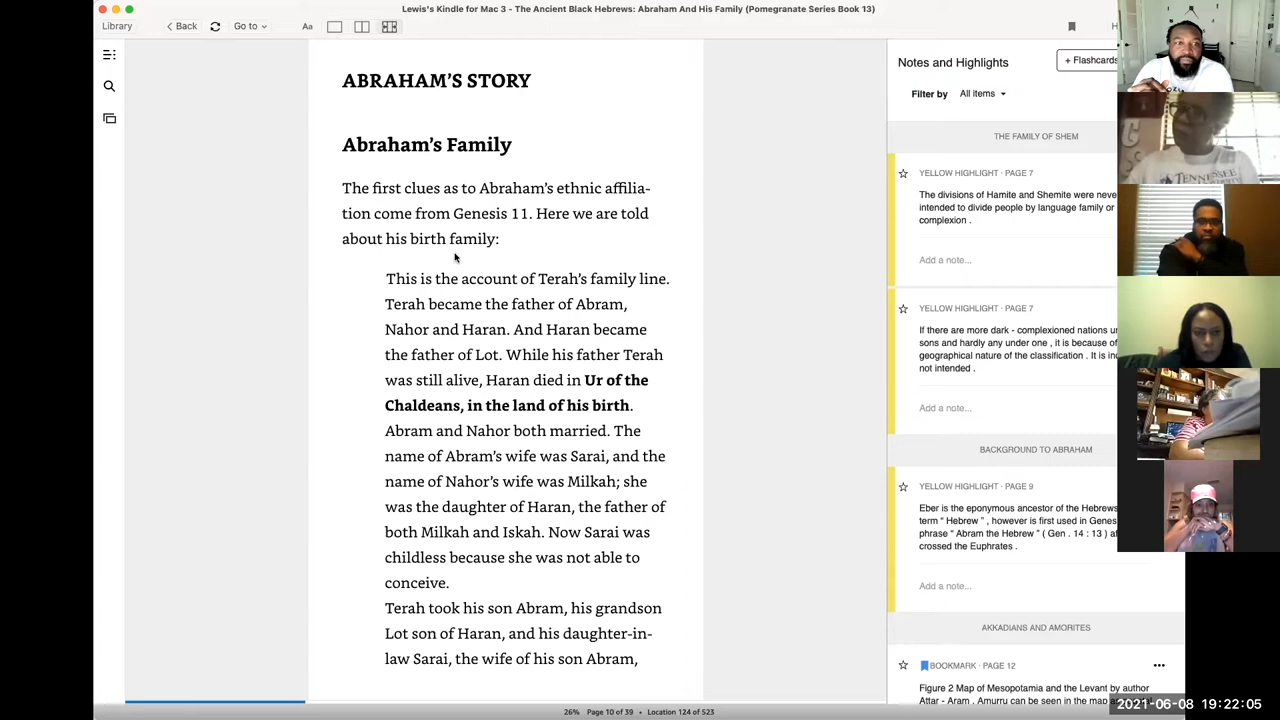 Lewis's Kindle for Mac 3 - The Ancient Black Hebrews: Abraham And His Family (Pomegranate Series Book 13)
Library
Back
Go to
Aa
ABRAHAM'S STORY
Abraham's Family
The first clues as to Abraham's ethnic affilia-
tion come from Genesis 11. Here we are told
about his birth family:
This is the account of Terah's family line.
Terah became the father of Abram,
Nahor and Haran. And Haran became
the father of Lot. While his father Terah
was still alive, Haran died in Ur of the
Chaldeans, in the land of his birth.
Abram and Nahor both married. The
name of Abram's wife was Sarai, and the
name of Nahor's wife was Milkah; she
was the daughter of Haran, the father of
both Milkah and Iskah. Now Sarai was
childless because she was not able to
conceive.
Terah took his son Abram, his grandson
Lot son of Haran, and his daughter-in-
law Sarai, the wife of his son Abram,
26% Page 10 of 39 • Location 124 of 523
Notes and Highlights
+ Flashcards
Filter by All items
THE FAMILY OF SHEM
YELLOW HIGHLIGHT · PAGE 7
The divisions of Hamite and Shemite were neve
intended to divide people by language family or
complexion .
Add a note...
YELLOW HIGHLIGHT · PAGE 7
If there are more dark - complexioned nations u
sons and hardly any under one , it is because of
geographical nature of the classification . It is in
not intended .
Add a note...
BACKGROUND TO ABRAHAM
YELLOW HIGHLIGHT · PAGE 9
Eber is the eponymous ancestor of the Hebrews
term " Hebrew " , however is first used in Genes
phrase " Abram the Hebrew " ( Gen . 14 : 13 ) af
crossed the Euphrates .
Add a note...
AKKADIANS AND AMORITES
BOOKMARK · PAGE 12
Figure 2 Map of Mesopotamia and the Levant by author
Attar - Aram . Amurru can be seen in the map as
TENNESSEE
2021-06-08 19:22:05